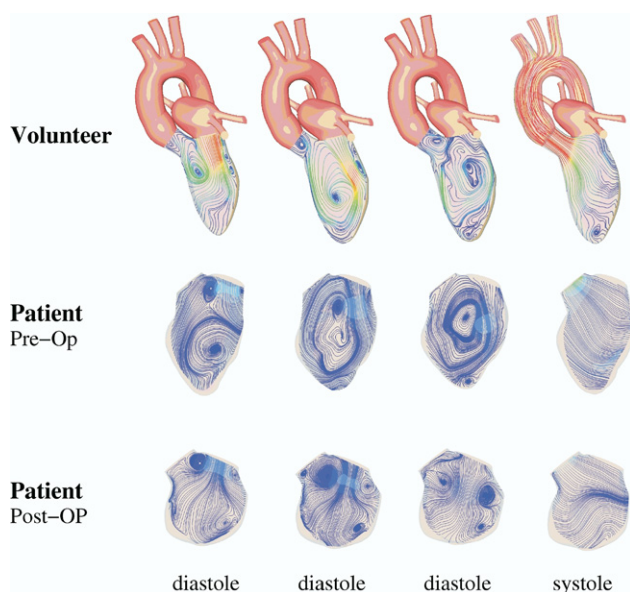 Volunteer
Patient
Pre-Op
Patient
Post-OP
diastole diastole diastole systole